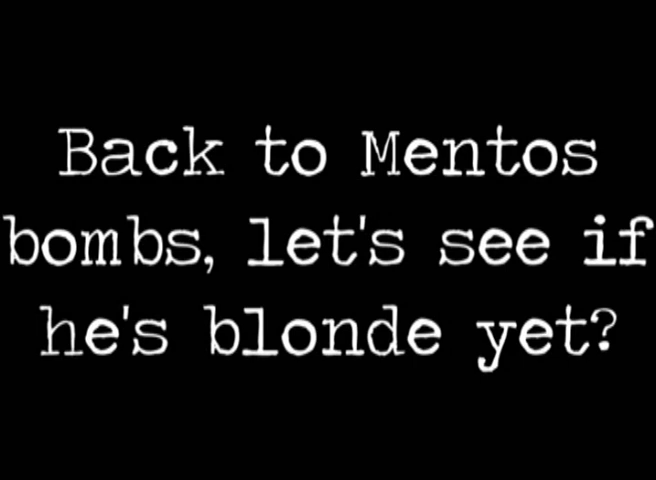 Back to Mentos
bombs, let's see if
he's blonde yet?